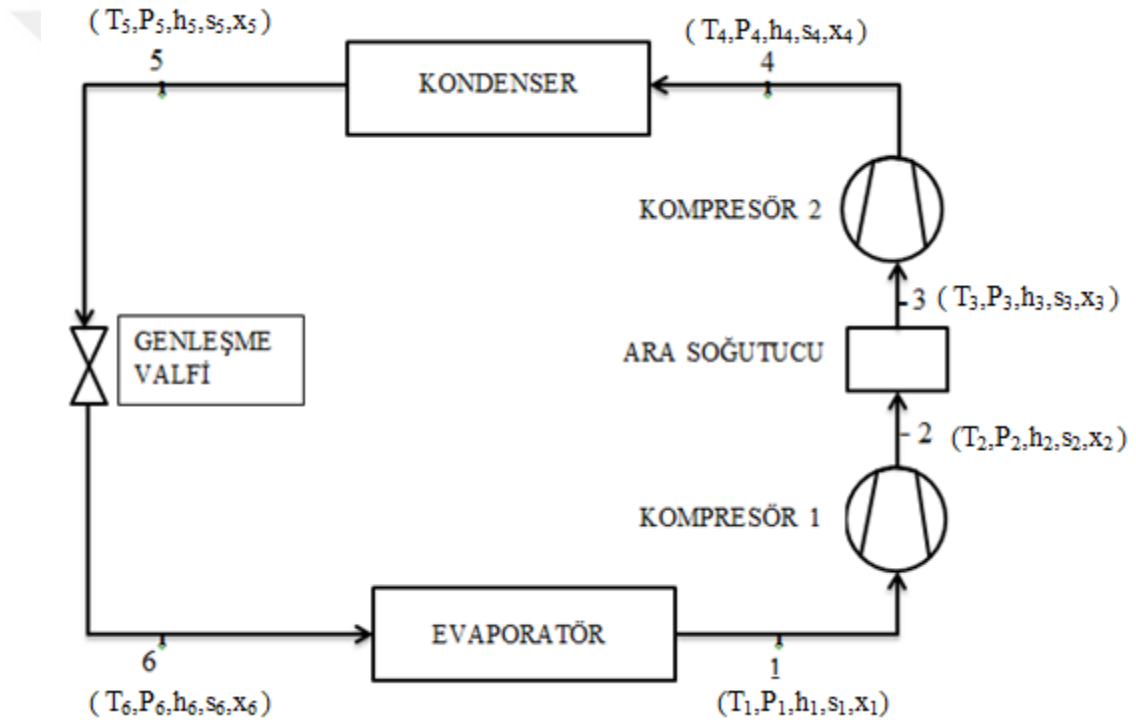 ( T₅,P₅,h₅,s₅,x₅)
5
( T₄,P₄,h₄,s₄,x₄)
4
KONDENSER
KOMPRESÖR 2
3 ( T₃,P₃,h₃,s₃,x₃)
GENLEŞME
VALFİ
ARA SOĞUTUCU
2 (T₂,P₂,h₂,s₂,x₂)
KOMPRESÖR 1
EVAPORATÖR
6
( T₆,P₆,h₆,s₆,x₆)
1
(T₁,P₁,h₁,s₁,x₁)